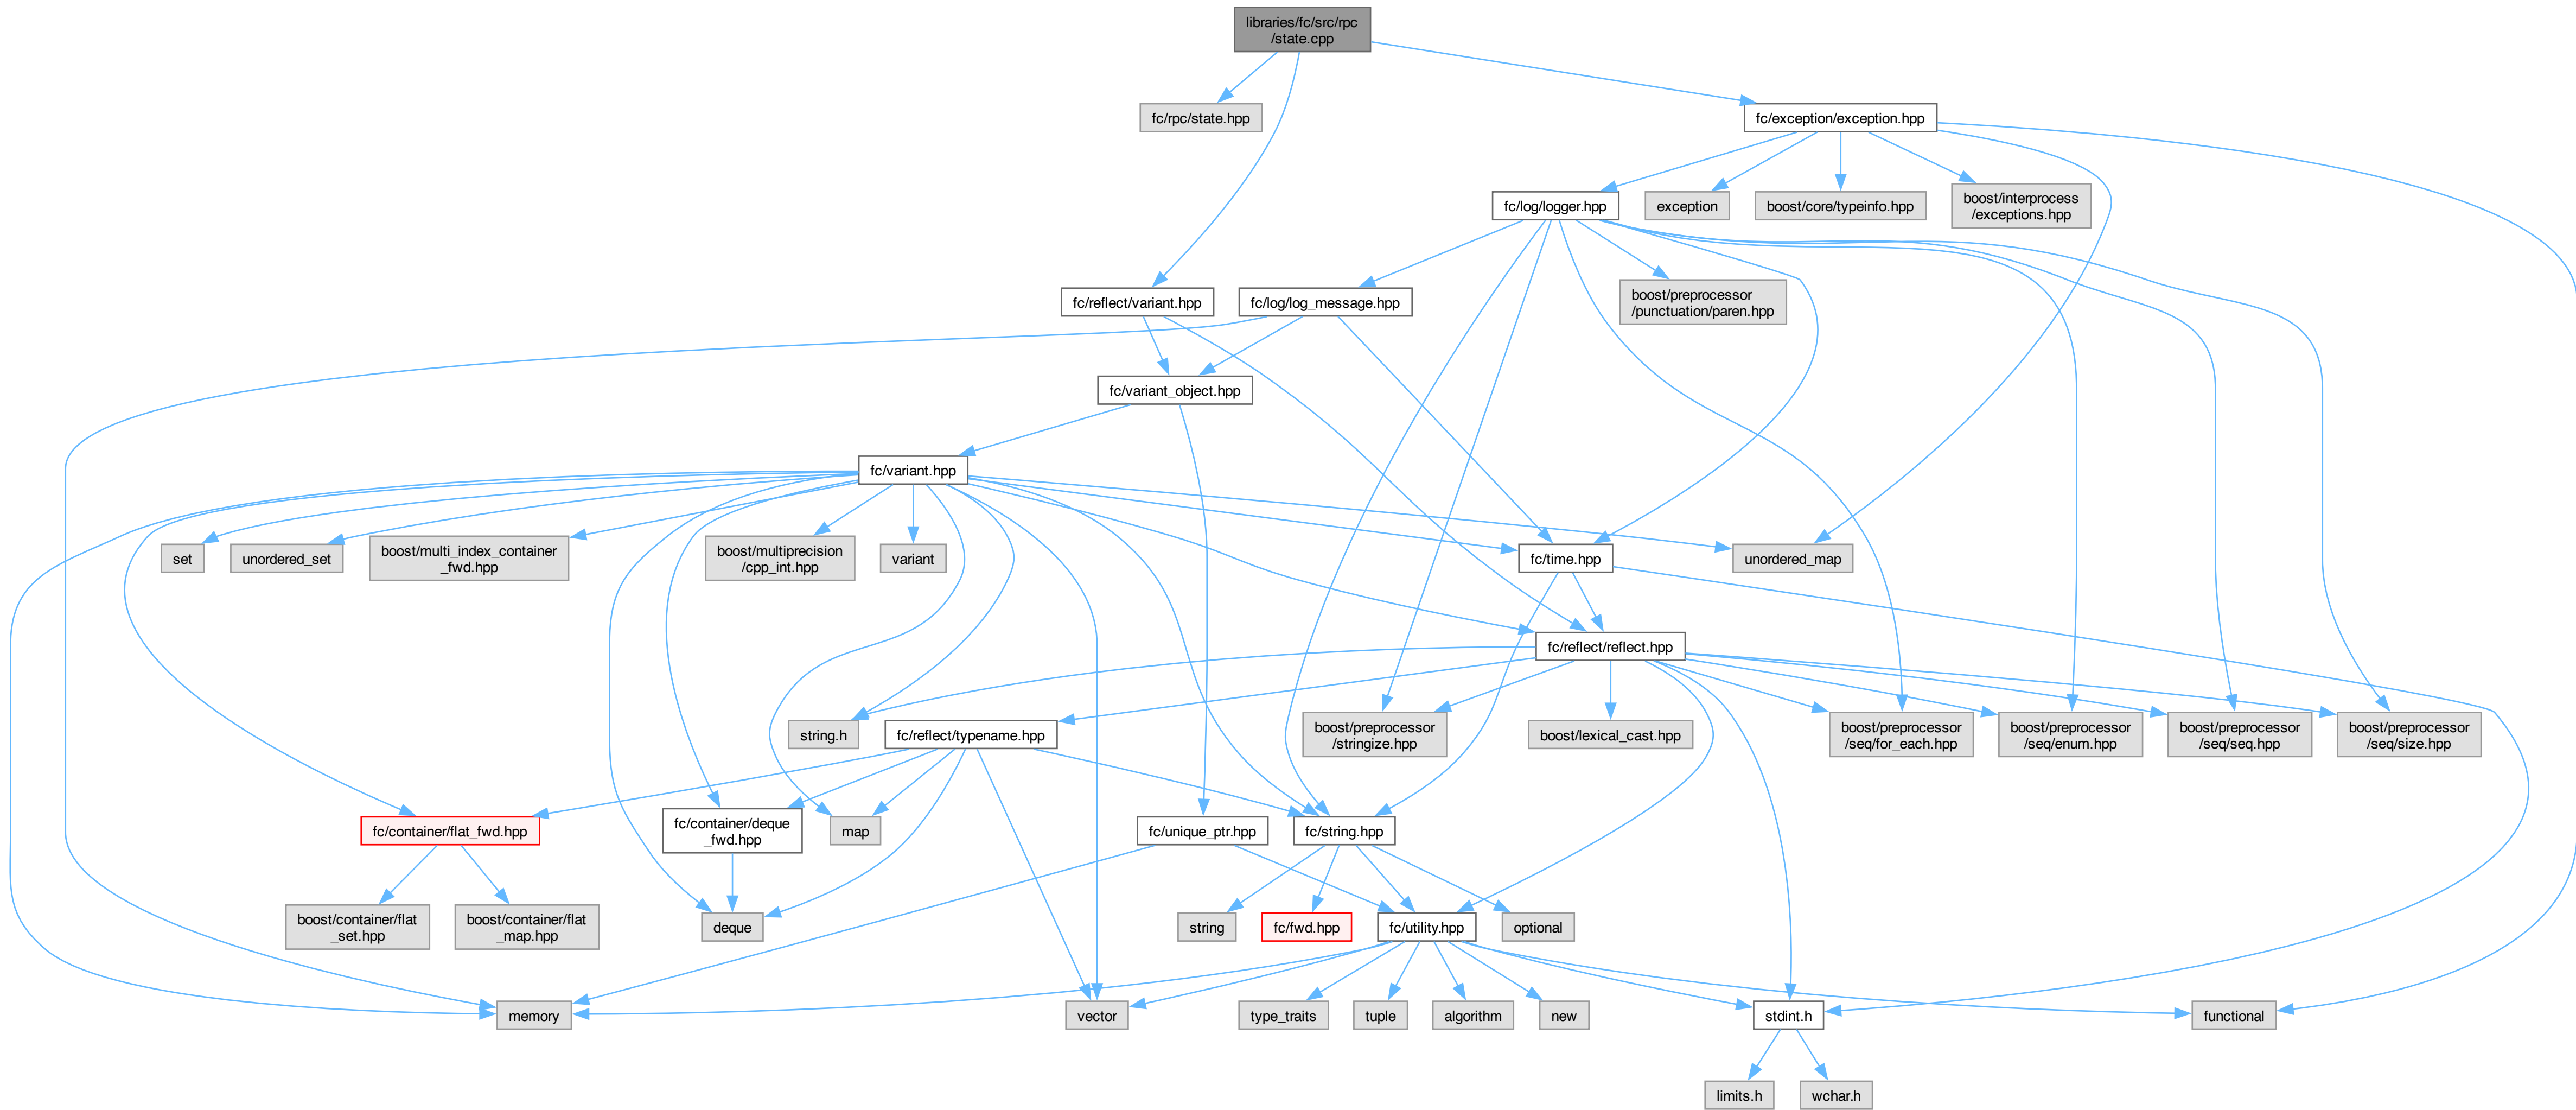 libraries/fc/src/rpc
/state.cpp
fc/rpc/state.hpp
fc/exception/exception.hpp
fc/log/logger.hpp
exception
boost/core/typeinfo.hpp
boost/interprocess
/exceptions.hpp
fc/reflect/variant.hpp
fc/log/log_message.hpp
boost/preprocessor
/punctuation/paren.hpp
fc/variant_object.hpp
fc/variant.hpp
set
unordered_set
boost/multi_index_container
_fwd.hpp
boost/multiprecision
/cpp_int.hpp
variant
fc/time.hpp
unordered_map
fc/reflect/reflect.hpp
string.h
fc/reflect/typename.hpp
boost/preprocessor
/stringize.hpp
boost/lexical_cast.hpp
boost/preprocessor
/seq/for_each.hpp
boost/preprocessor
/seq/enum.hpp
boost/preprocessor
/seq/seq.hpp
boost/preprocessor
/seq/size.hpp
fc/container/flat_fwd.hpp
fc/container/deque
_fwd.hpp
map
fc/unique_ptr.hpp
fc/string.hpp
boost/container/flat
_set.hpp
boost/container/flat
_map.hpp
deque
string
fc/fwd.hpp
fc/utility.hpp
optional
memory
vector
type_traits
tuple
algorithm
new
stdint.h
functional
limits.h
wchar.h